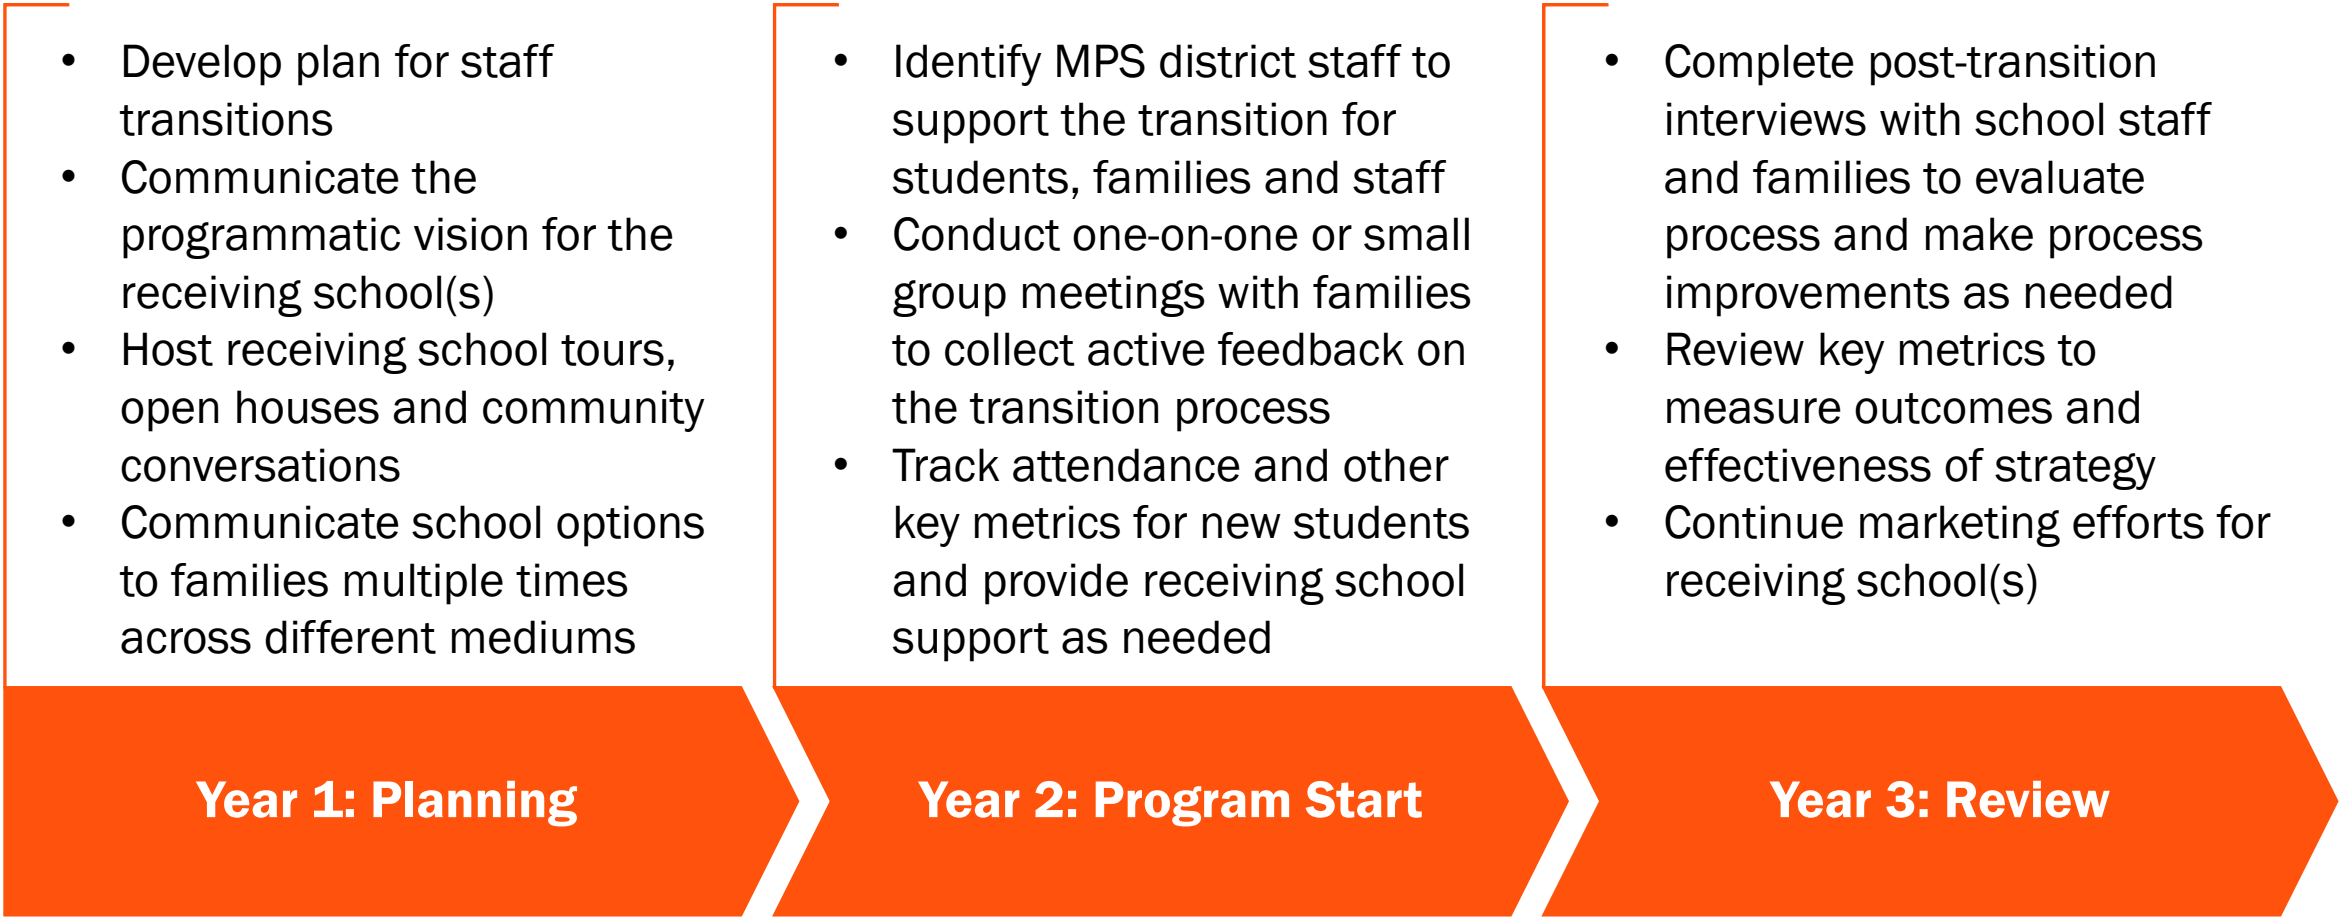 • Develop plan for staff
transitions
• Communicate the
programmatic vision for the
receiving school(s)
• Host receiving school tours,
open houses and community
conversations
• Communicate school options
to families multiple times
across different mediums
Year 1: Planning
• Identify MPS district staff to
support the transition for
students, families and staff
• Conduct one-on-one or small
group meetings with families
to collect active feedback on
the transition process
• Track attendance and other
key metrics for new students
and provide receiving school
support as needed
Year 2: Program Start
• Complete post-transition
interviews with school staff
and families to evaluate
process and make process
improvements as needed
• Review key metrics to
measure outcomes and
effectiveness of strategy
• Continue marketing efforts for
receiving school(s)
Year 3: Review